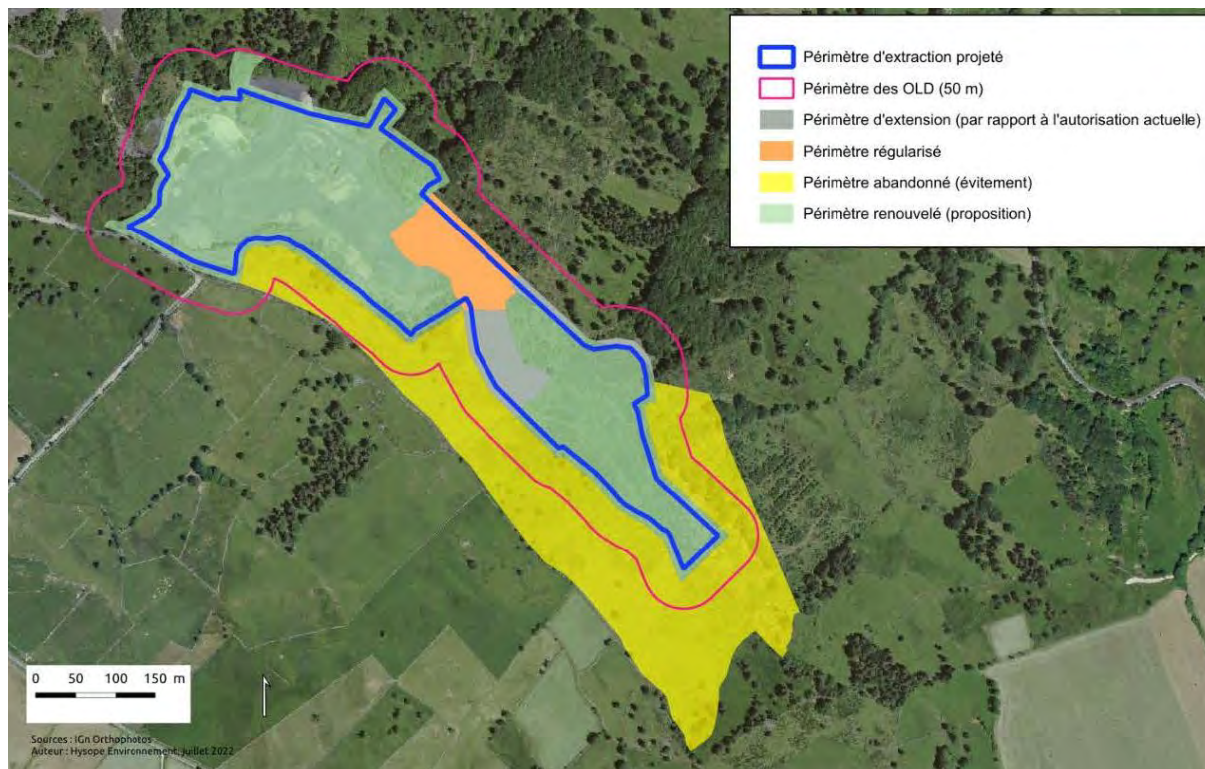 Périmètre d'extraction projeté
Périmètre des OLD (50 m)
Périmètre d'extension (par rapport à l'autorisation actuelle)
Périmètre régularisé
Périmètre abandonné (évitement)
Périmètre renouvelé (proposition)
0 50 100 150 m
Sources : IGn Orthophotos
Auteur : Hysope Environnement, juillet 2022